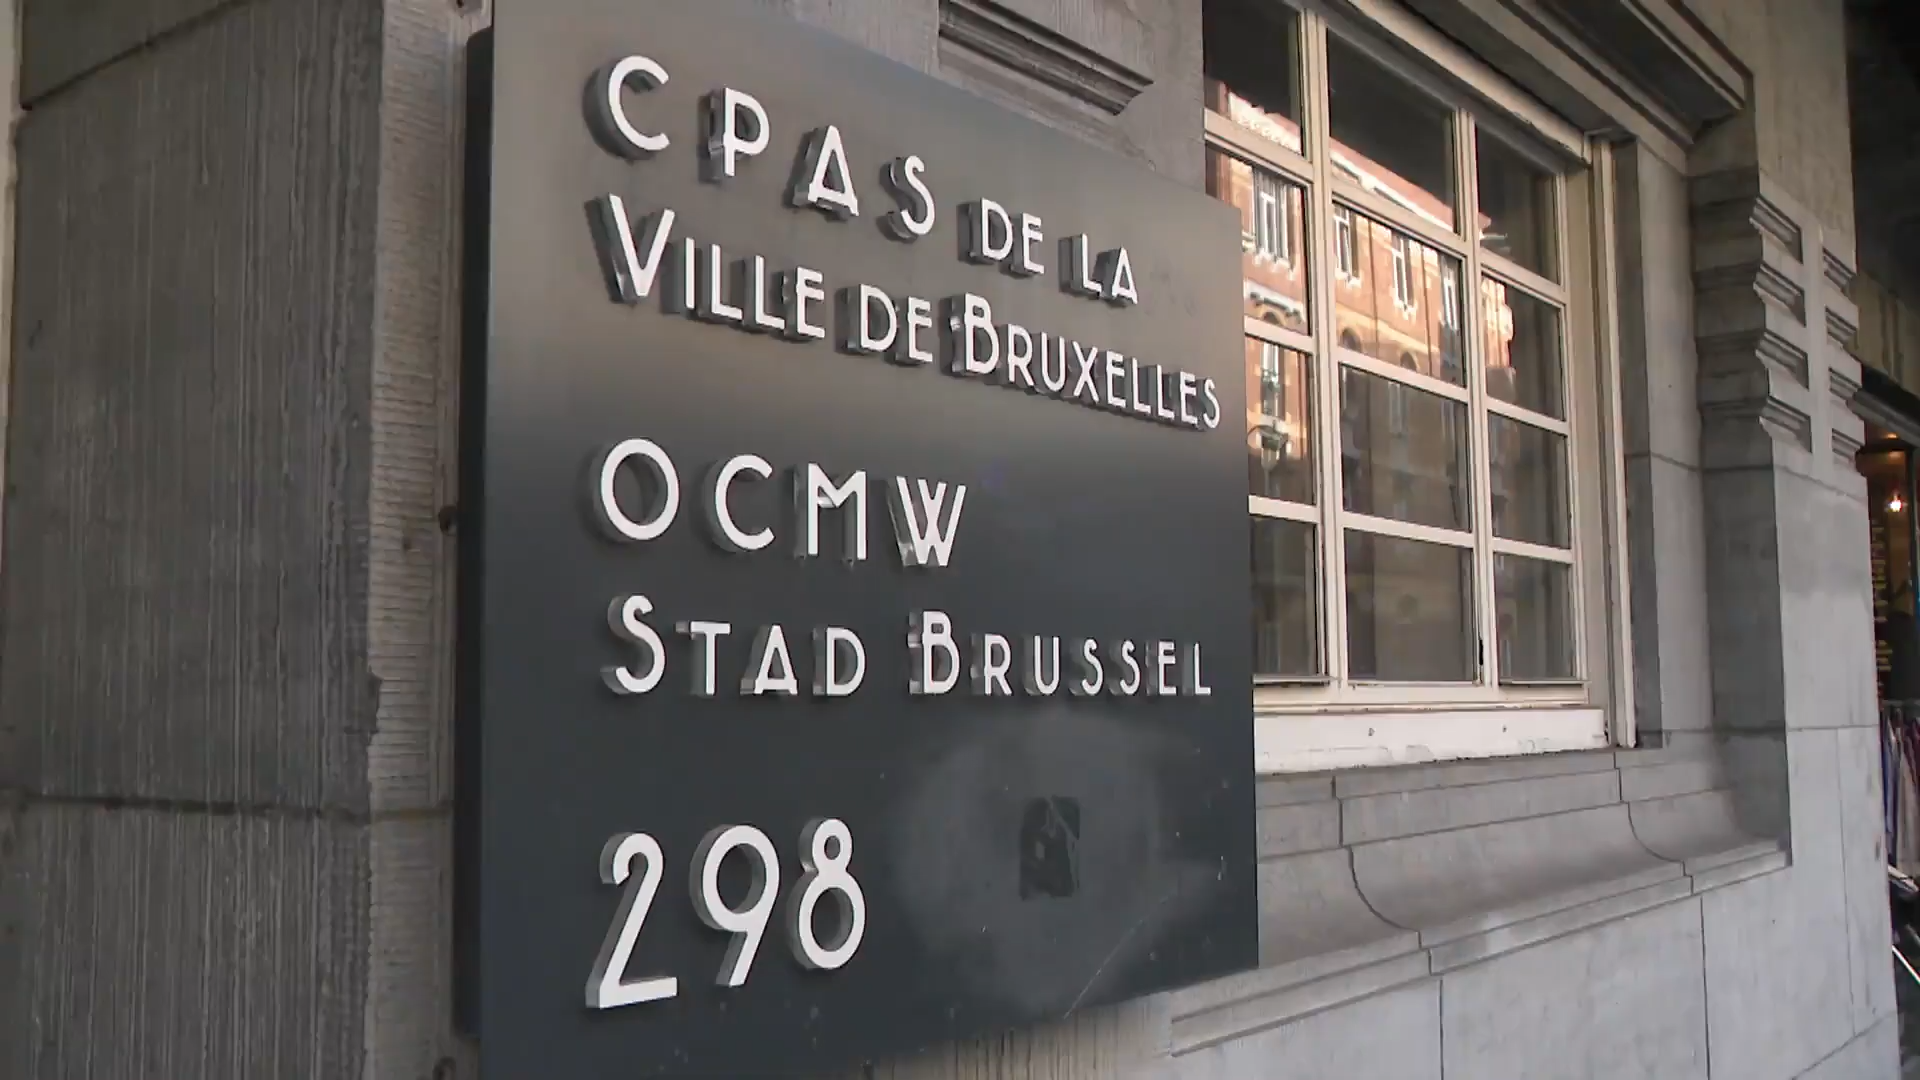 CPAS DE LA
VILLE DE BRUXELLES
OCMW
STAD BRUSSEL
298